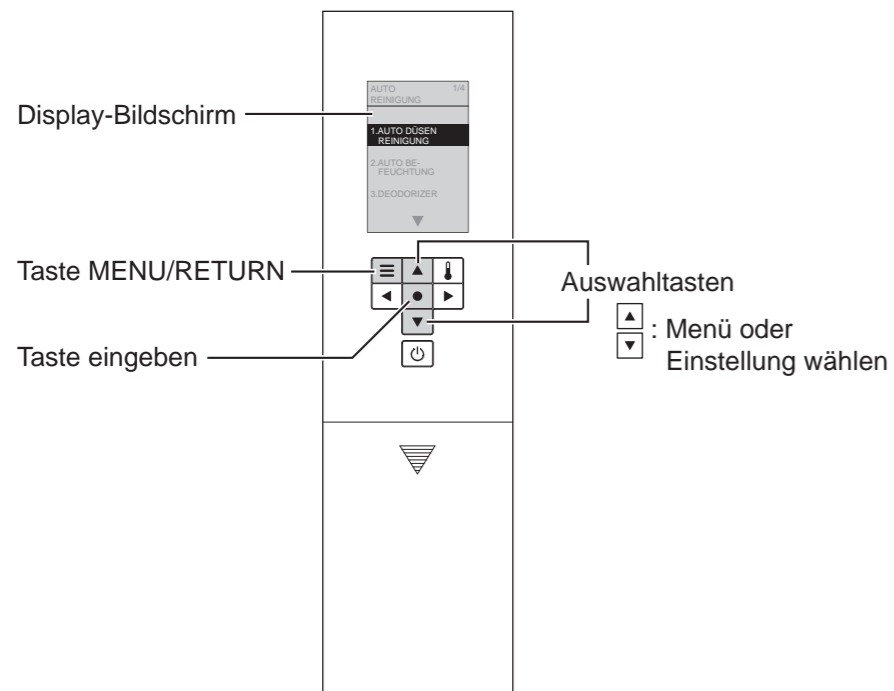 AUTO 1/4
REINIGUNG
Display-Bildschirm
1.AUTO DÜSEN
REINIGUNG
2.AUTO BE-
FEUCHTUNG
3.DEODORIZER
Taste MENU/RETURN
Auswahltasten
: Menü oder
Einstellung wählen
Taste eingeben